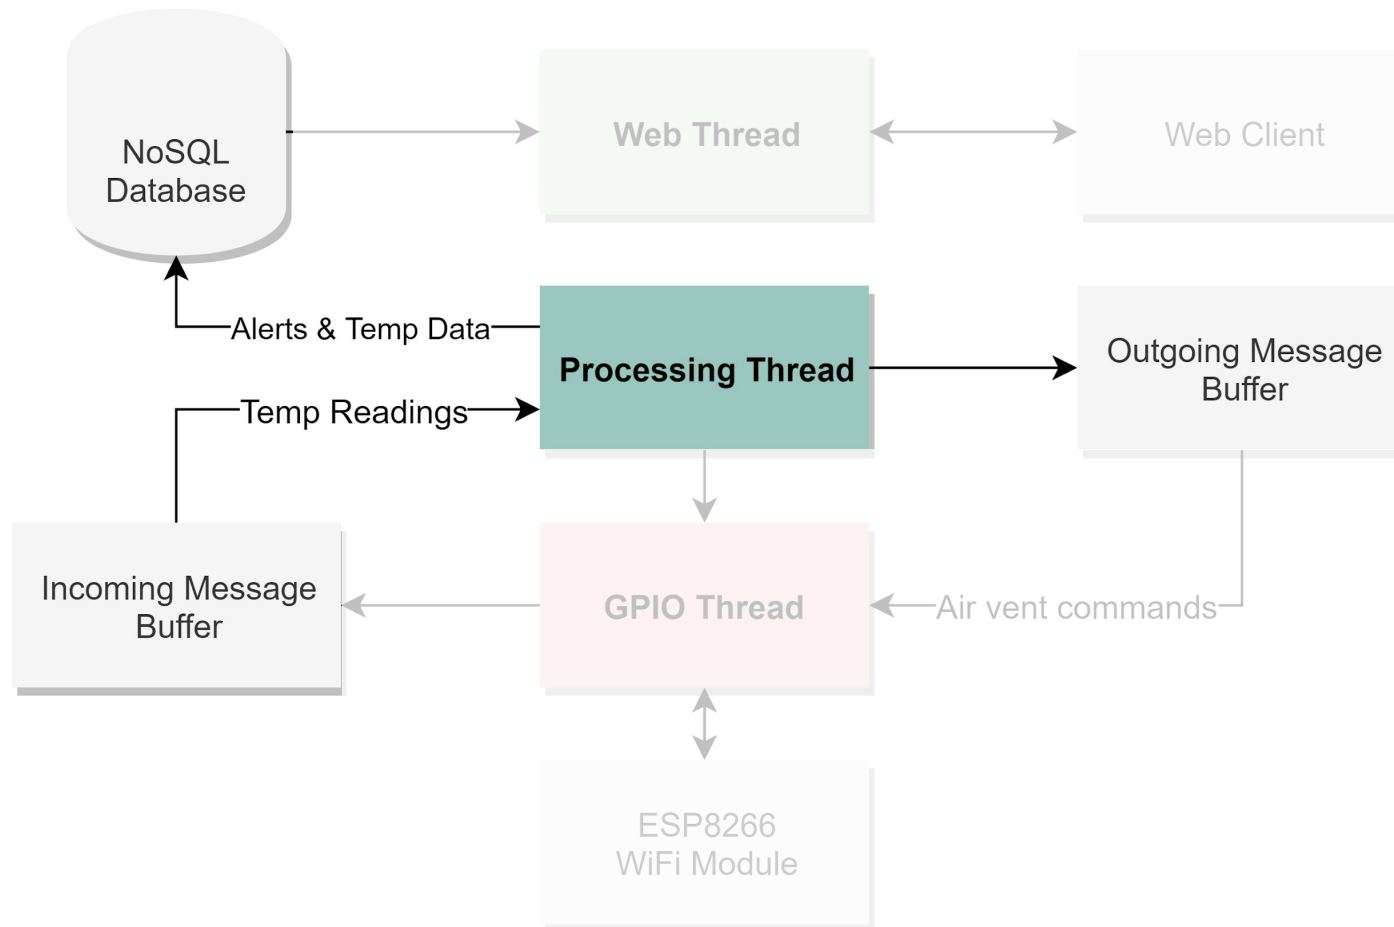 NoSQL
Database
Web Thread
Web Client
Alerts & Temp Data
Processing Thread
Outgoing Message
Buffer
Temp Readings
Incoming Message
Buffer
GPIO Thread
Air vent commands
ESP8266
WiFi Module